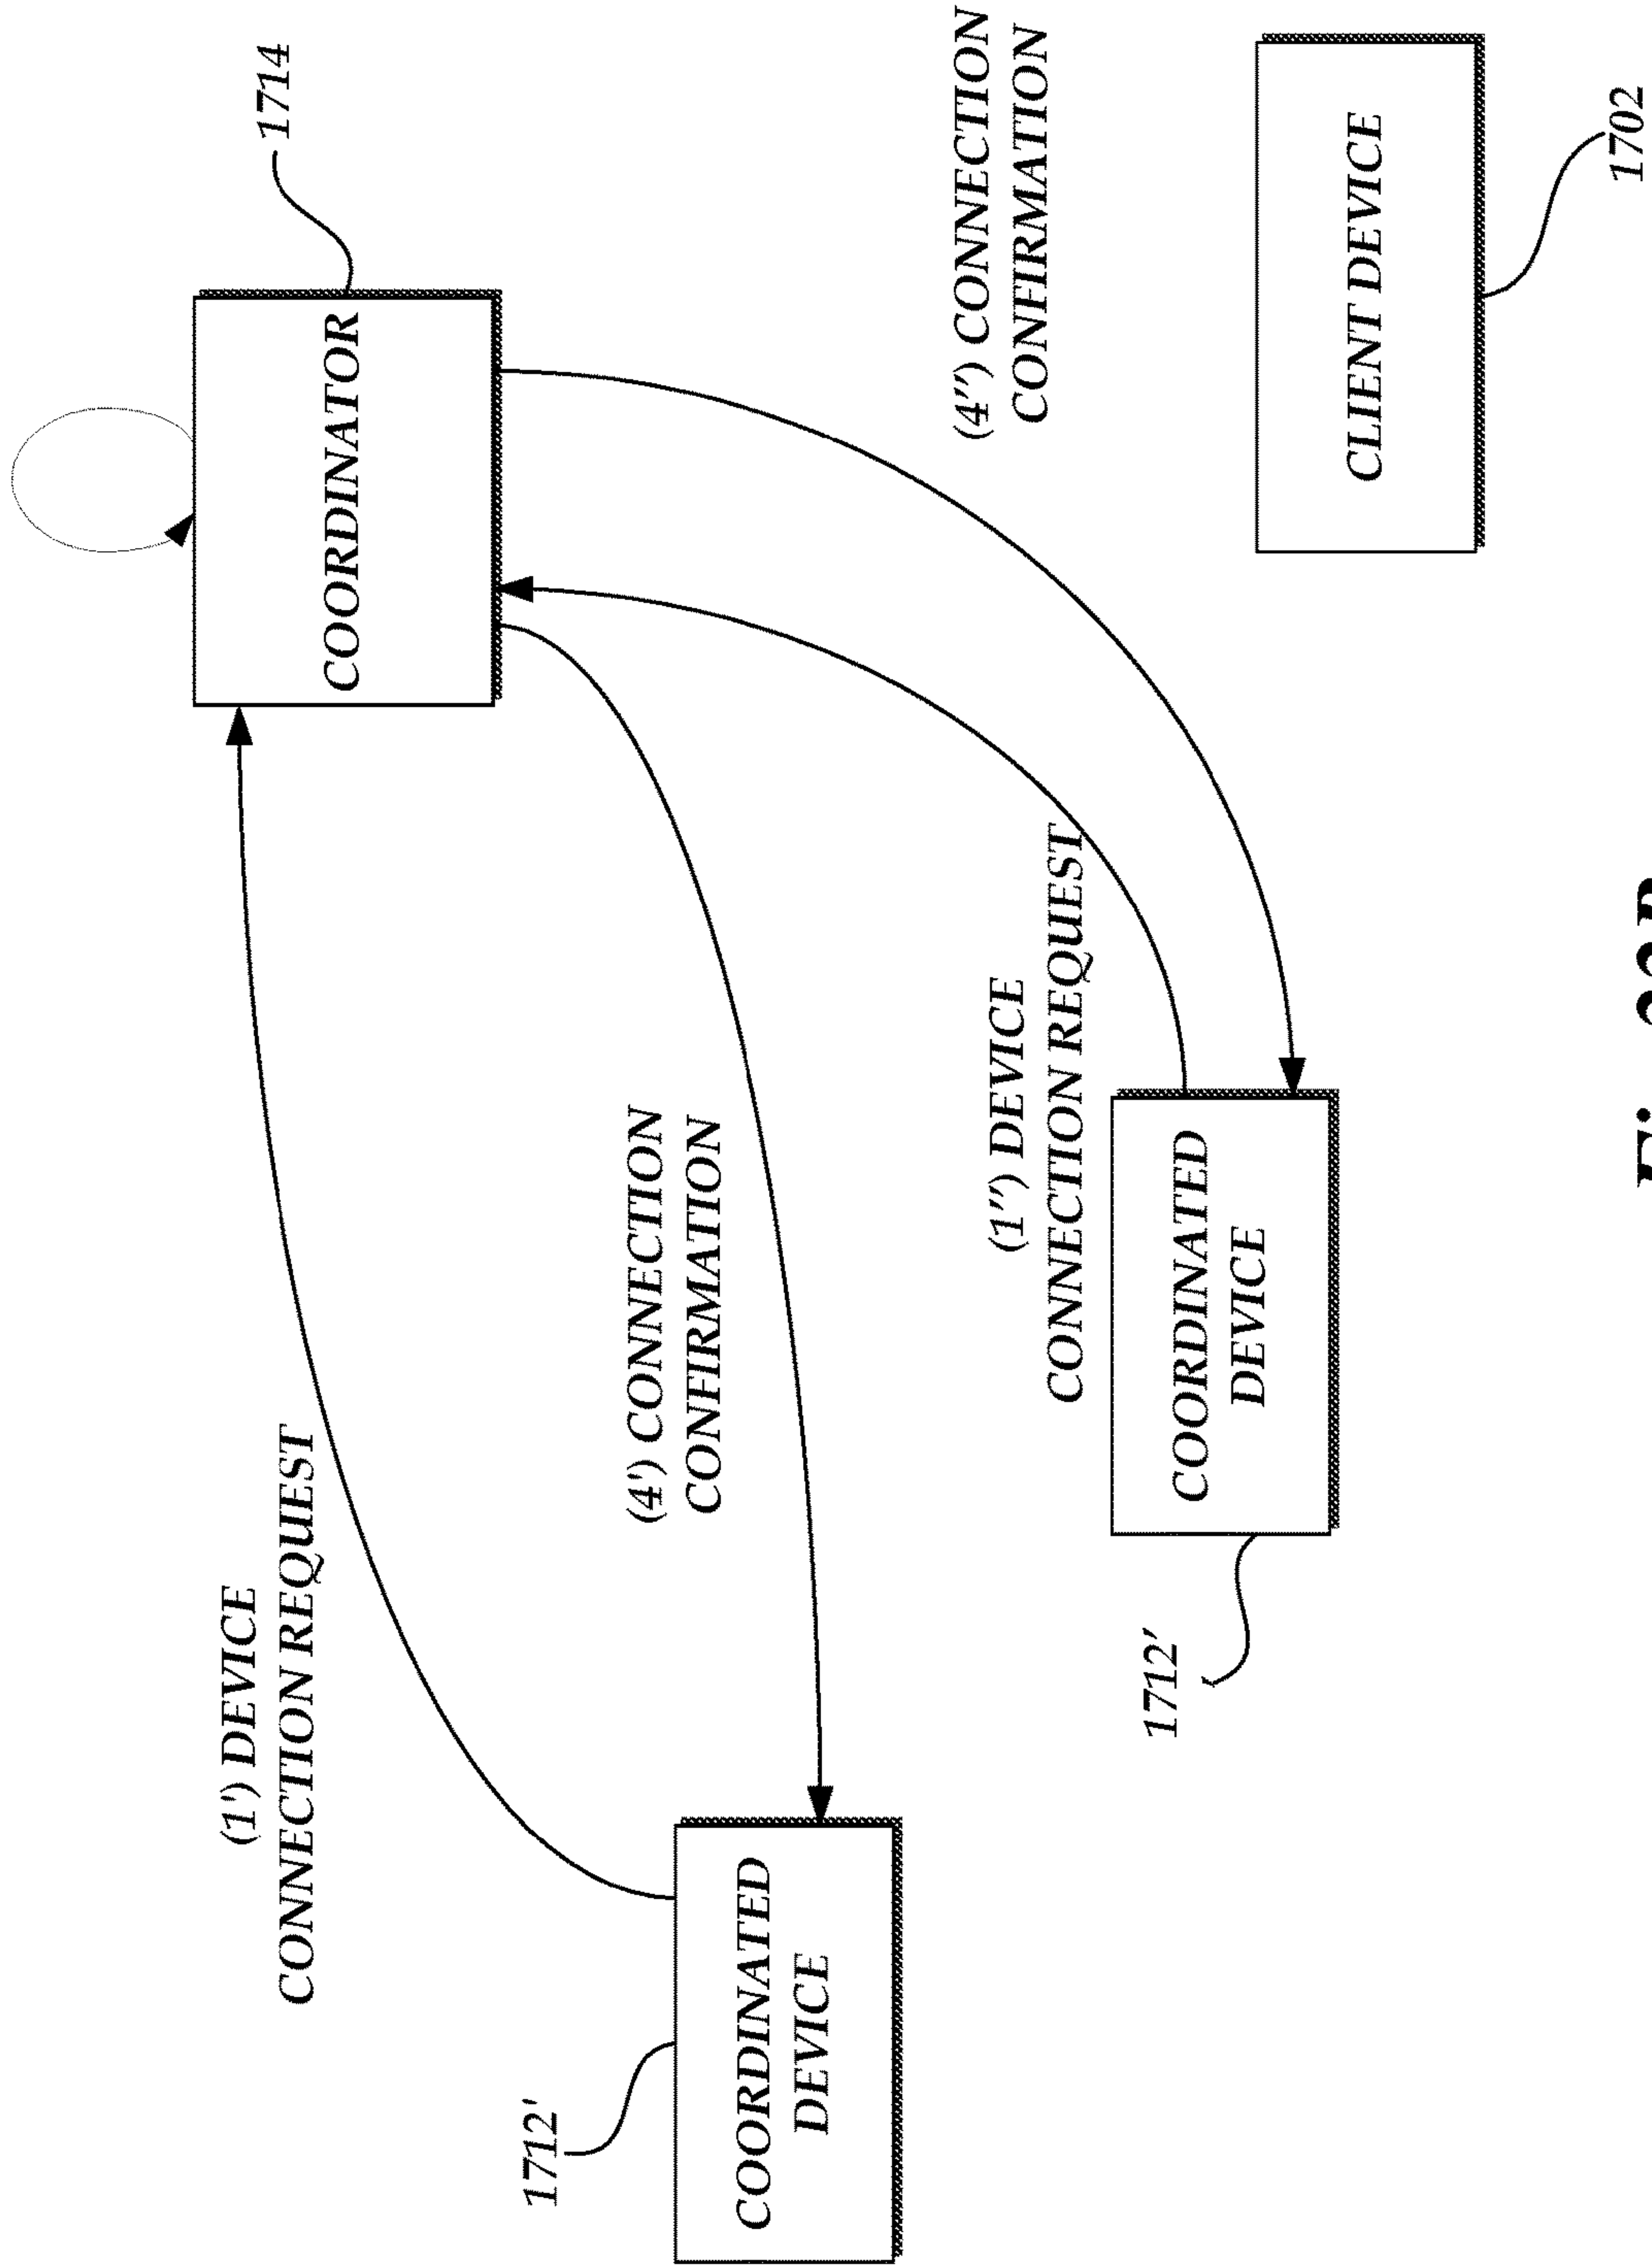 (1') DEVICE
CONNECTION REQUEST
1714
COORDINATOR
1712'
(4') CONNECTION
CONFIRMATION
COORDINATED
DEVICE
(1″) DEVICE
CONNECTION REQUEST
(4″) CONNECTION
CONFIRMATION
1712′
COORDINATED
DEVICE
CLIENT DEVICE
1702